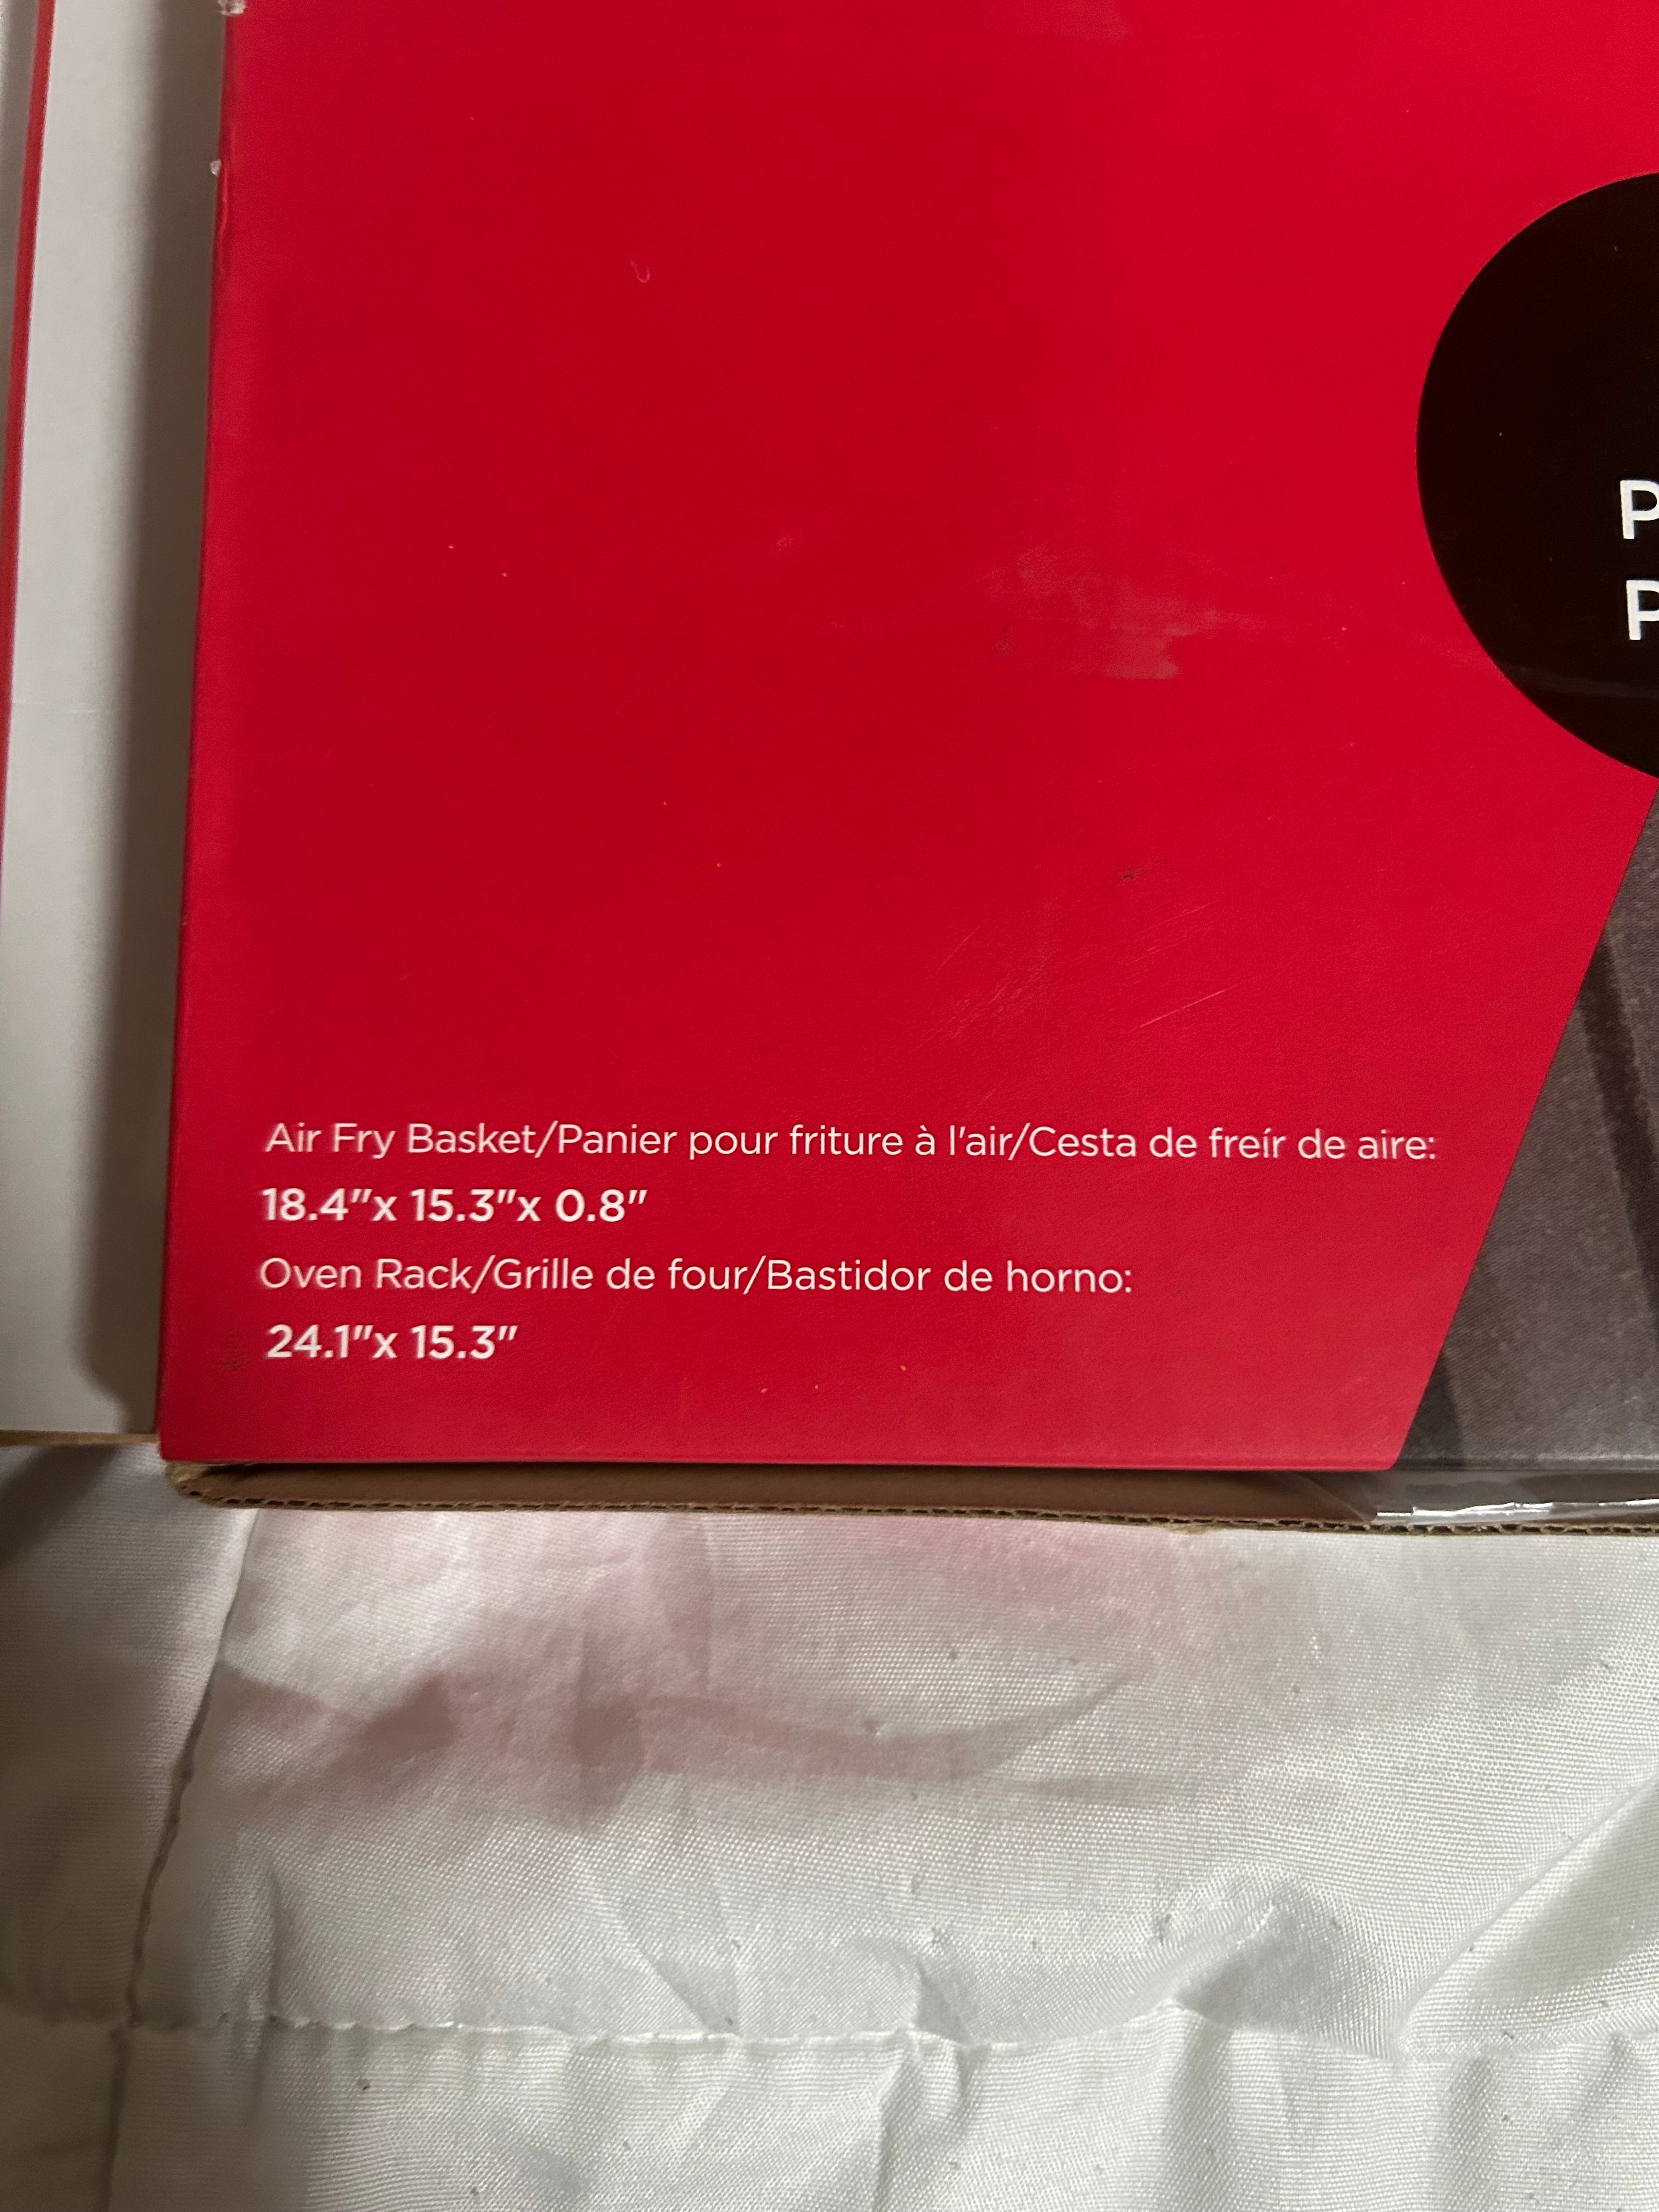 P
P
Air Fry Basket/Panier pour friture à l'air/Cesta de freír de aire:
18.4"x 15.3"x 0.8"
Oven Rack/Grille de four/Bastidor de horno:
24.1"x 15.3"